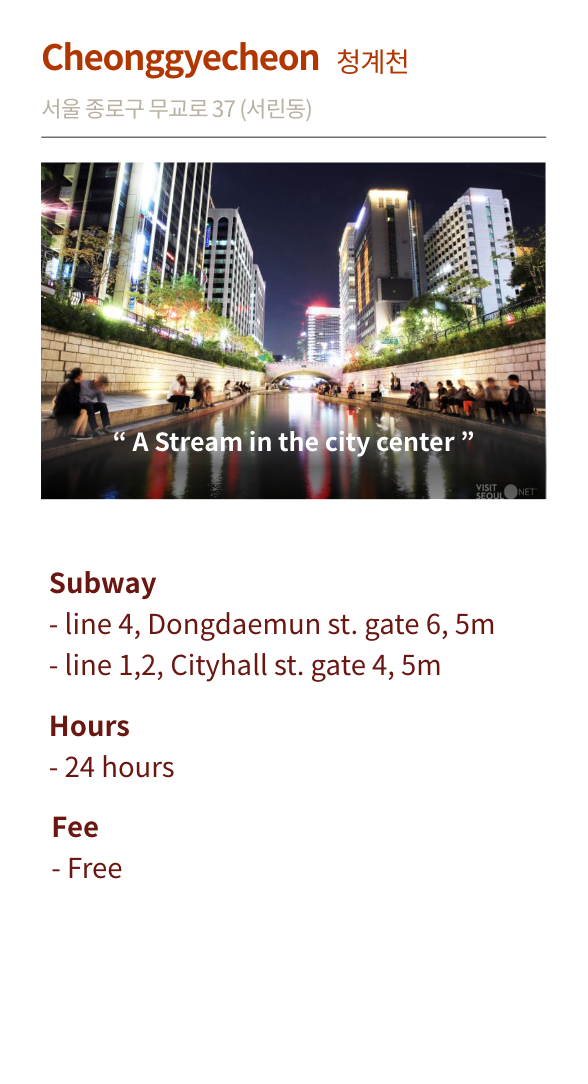 Cheonggyecheon 청계천
서울 종로구 무교로 37 (서린동)
“ A Stream in the city center ”
VISIT
SEOUL NET
Subway
- line 4, Dongdaemun st. gate 6, 5m
- line 1,2, Cityhall st. gate 4, 5m
Hours
- 24 hours
Fee
- Free